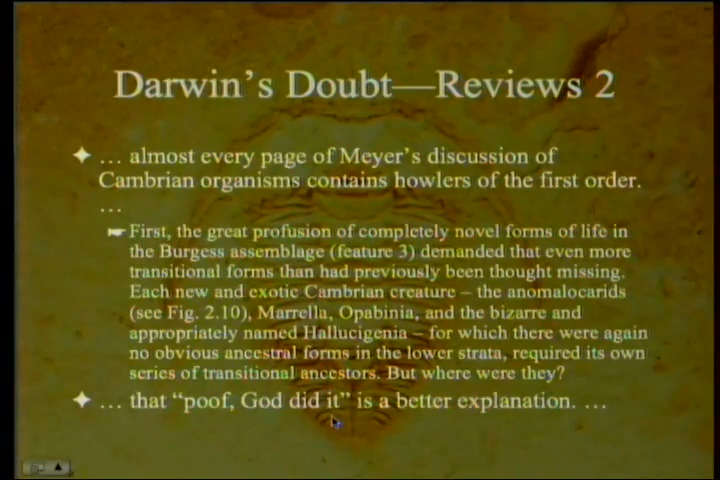 Darwin's Doubt—Reviews 2
… almost every page of Meyer's discussion of
Cambrian organisms contains howlers of the first order.
…
First, the great profusion of completely novel forms of life in
the Burgess assemblage (feature 3) demanded that even more
transitional forms than had previously been thought missing.
Each new and exotic Cambrian creature – the anomalocarids
(see Fig. 2.10), Marrella, Opabinia, and the bizarre and
appropriately named Hallucigenia – for which there were again
no obvious ancestral forms in the lower strata, required its own
series of transitional ancestors. But where were they?
… that “poof, God did it” is a better explanation. …